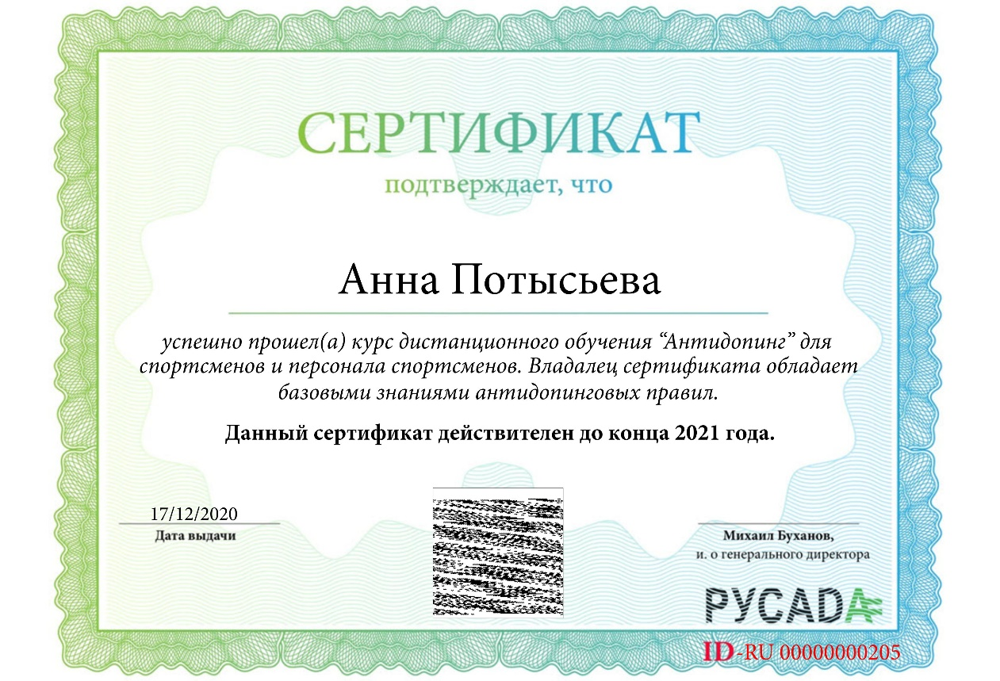 СЕРТИФИКАТ
подтверждает, что
Анна Потысьева
успешно прошел(а) курс дистанционного обучения “Антидопинг” для
спортсменов и персонала спортсменов. Владалец сертификата обладает
базовыми знаниями антидопинговых правил.
Данный сертификат действителен до конца 2021 года.
17/12/2020
Дата выдачи
Михаил Буханов,
и. о генерального директора
РУСАДА
ID-RU 00000000205